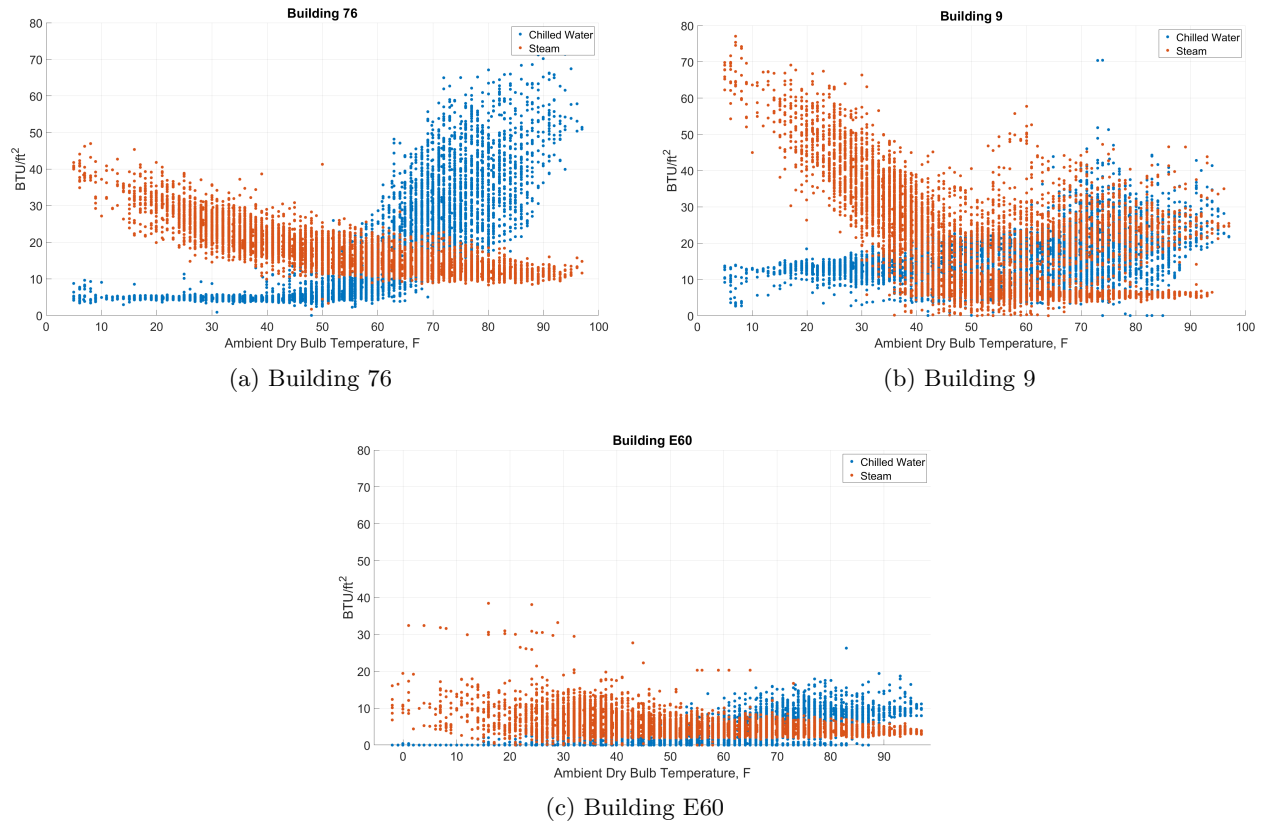 Building 76
80
70
60
50
40
30
20
10
0
BTU/ft²
Chilled Water
Steam
0 10 20 30 40 50 60 70 80 90 100
Ambient Dry Bulb Temperature, F
(a) Building 76
Building 9
80
70
60
50
40
30
20
10
0
BTU/ft²
Chilled Water
Steam
0 10 20 30 40 50 60 70 80 90 100
Ambient Dry Bulb Temperature, F
(b) Building 9
Building E60
80
70
60
50
40
30
20
10
0
BTU/ft²
Chilled Water
Steam
0 10 20 30 40 50 60 70 80 90
Ambient Dry Bulb Temperature, F
(c) Building E60